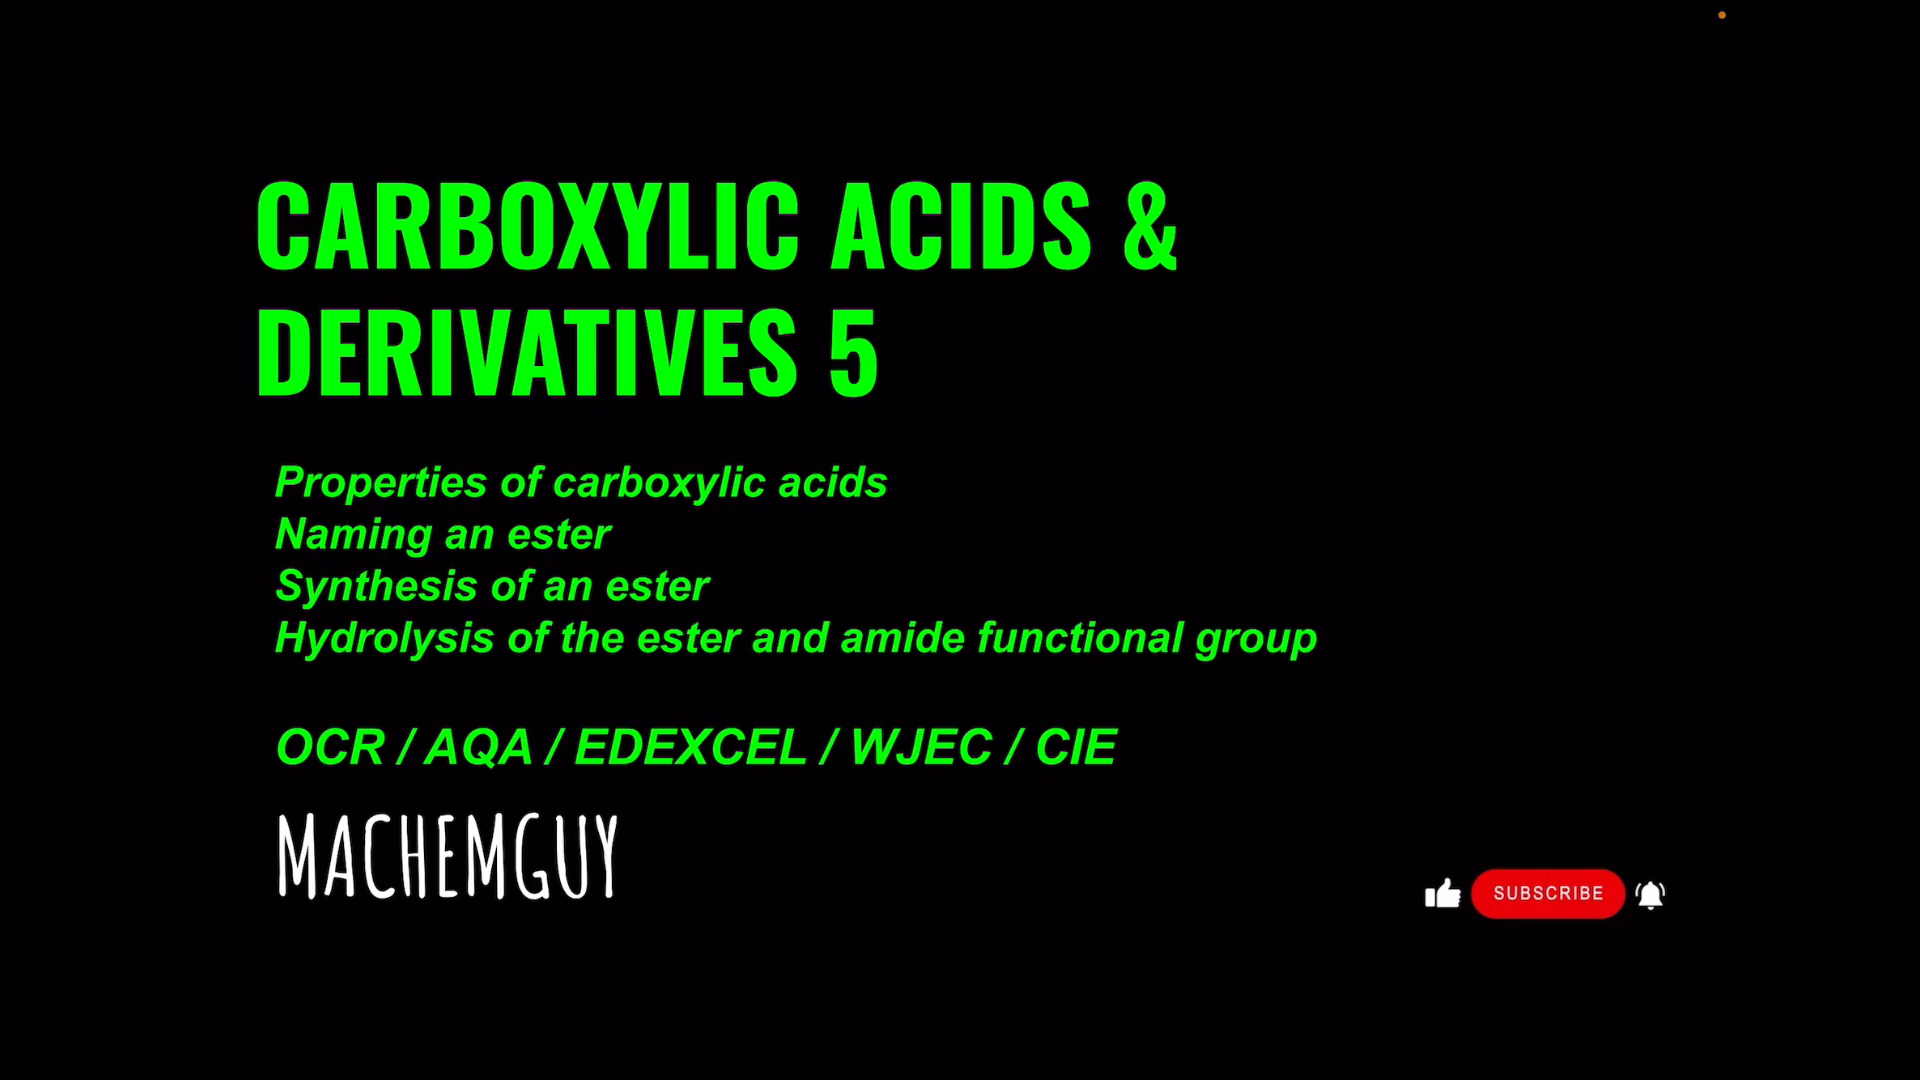 CARBOXYLIC ACIDS &
DERIVATIVES 5
Properties of carboxylic acids
Naming an ester
Synthesis of an ester
Hydrolysis of the ester and amide functional group
OCR / AQA / EDEXCEL / WJEC / CIE
MACHEMGUY
SUBSCRIBE